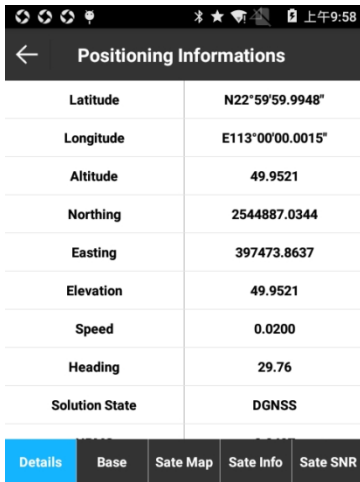 上午9:58
Positioning Informations
Latitude N22°59'59.9948"
Longitude E113°00'00.0015"
Altitude 49.9521
Northing 2544887.0344
Easting 397473.8637
Elevation 49.9521
Speed 0.0200
Heading 29.76
Solution State DGNSS
Details Base Sate Map Sate Info Sate SNR